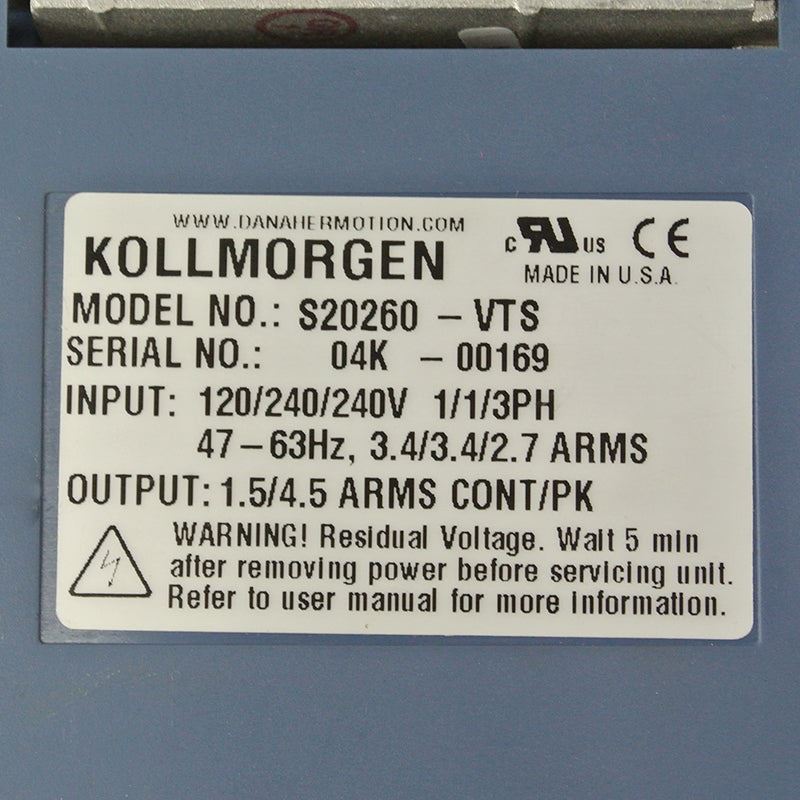 WWW.DANAHERMOTION.COM
KOLLMORGEN
c RU US CE
MADE IN U.S.A.
MODEL NO.: S20260 – VTS
SERIAL NO.: 04K – 00169
INPUT: 120/240/240V 1/1/3PH
47–63Hz, 3.4/3.4/2.7 ARMS
OUTPUT: 1.5/4.5 ARMS CONT/PK
WARNING! Residual Voltage. Wait 5 min
after removing power before servicing unit.
Refer to user manual for more information.